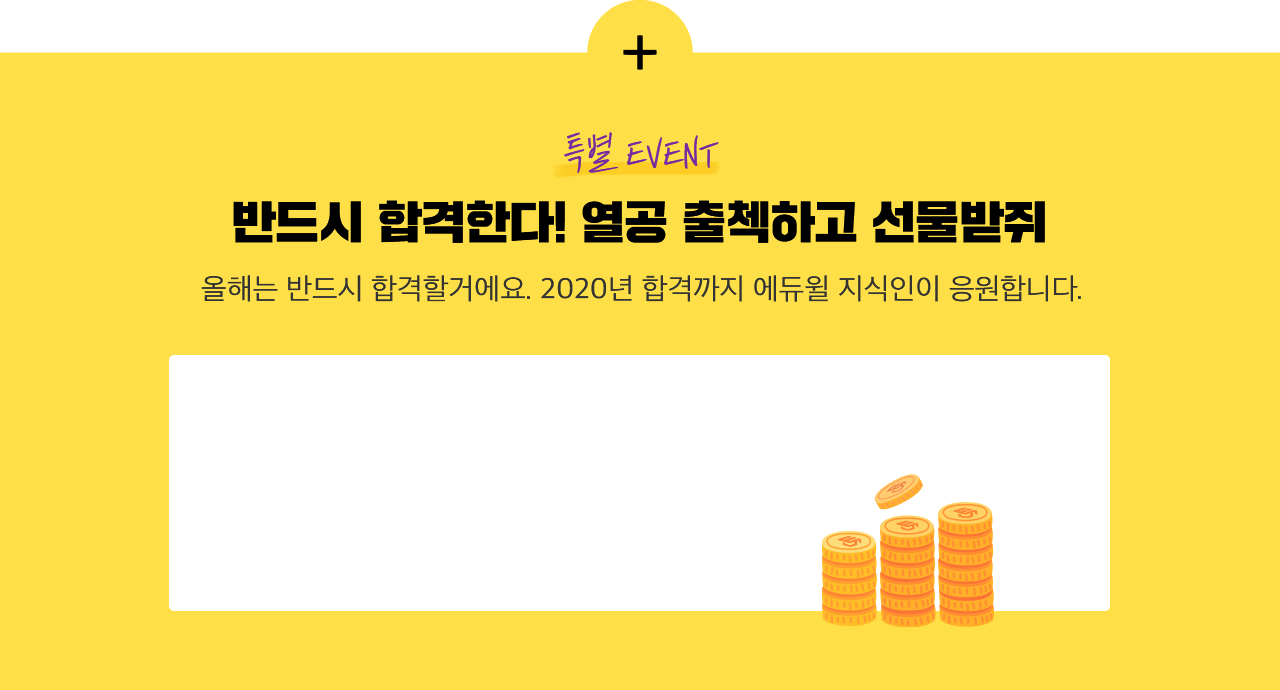 특별 EVENT
반드시 합격한다! 열공 출첵하고 선물받쥐
올해는 반드시 합격할거에요. 2020년 합격까지 에듀윌 지식인이 응원합니다.